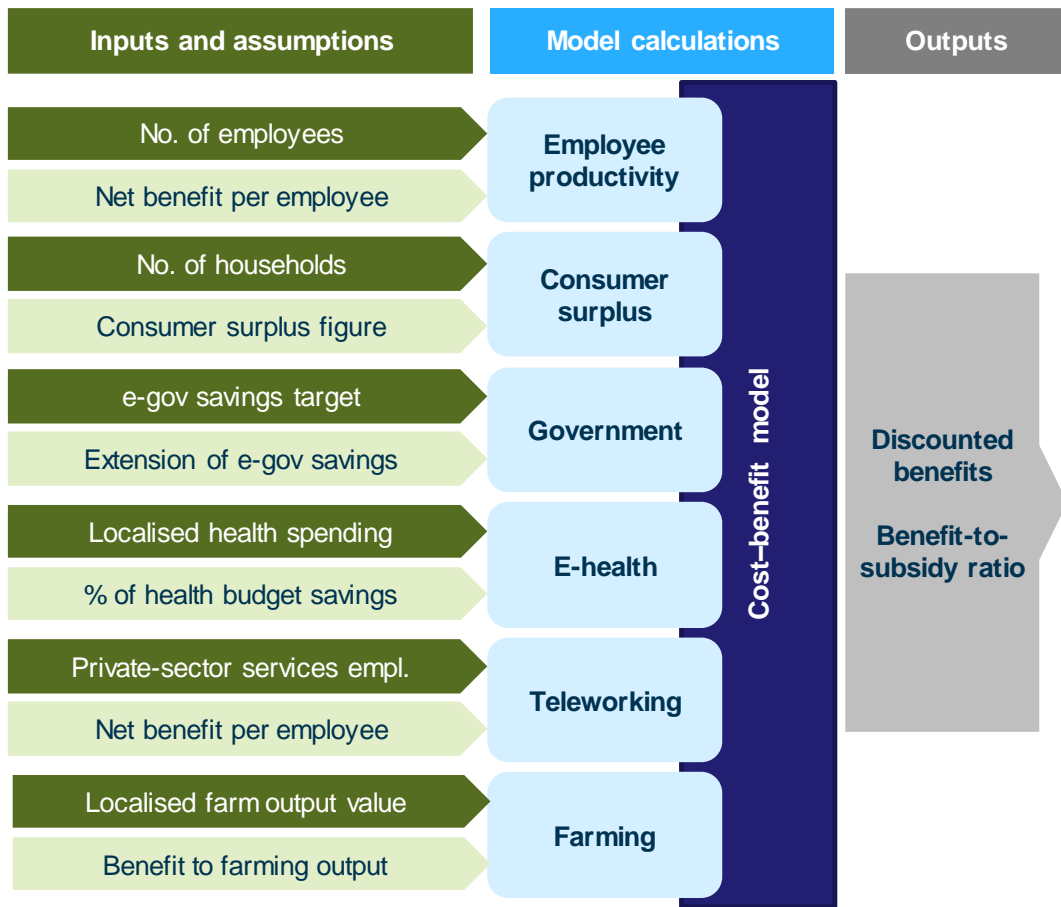 Inputs and assumptions
Model calculations
Outputs
No. of employees
Net benefit per employee
Employee
productivity
No. of households
Consumer surplus figure
Consumer
surplus
e-gov savings target
Extension of e-gov savings
Government
Localised health spending
% of health budget savings
E-health
Private-sector services empl.
Net benefit per employee
Teleworking
Localised farm output value
Benefit to farming output
Farming
Cost–benefit model
Discounted
benefits
Benefit-to-
subsidy ratio